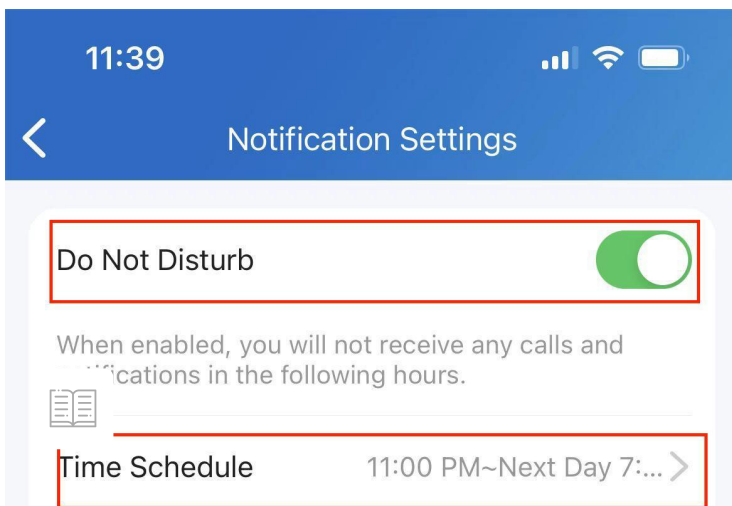 11:39
Notification Settings
Do Not Disturb
When enabled, you will not receive any calls and
ications in the following hours.
Time Schedule
11:00 PM~Next Day 7:...